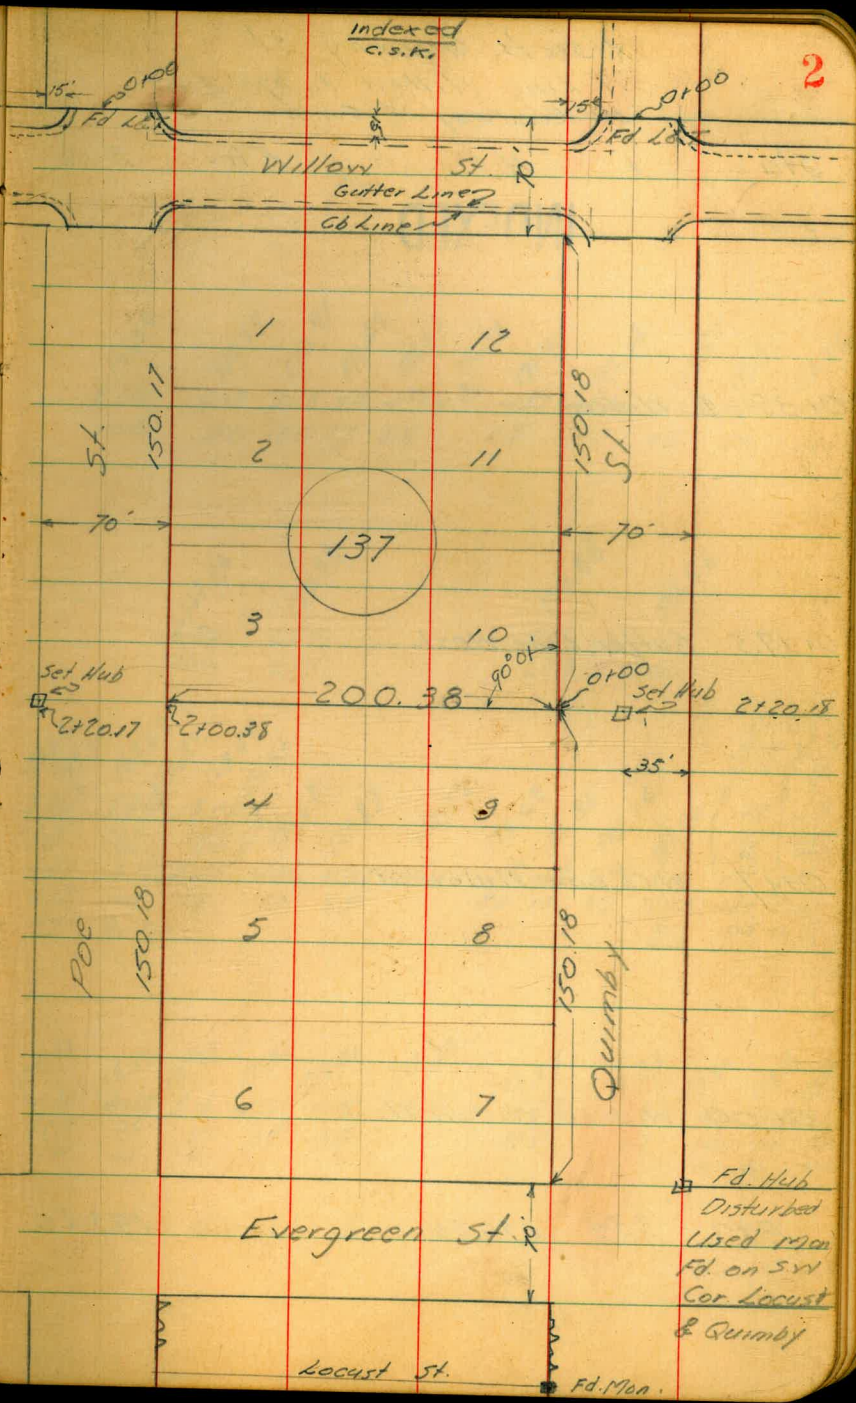 Indexed
C.S.K.
2
15'
0+00
Fd L&T
15'
15'
0+00
Fd L&T
Willow St.
70'
Gutter Line
Cb Line
1
12
150.17
150.18
St.
St.
2
11
70'
137
70'
3
10
90°01'
Set Hub
200.38
0+00
Set Hub
2+20.18
2+20.17
2+00.38
35'
4
9
150.18
150.18
Poe
5
8
Quimby
6
7
Fd. Hub
Disturbed
Used Mon
Fd. on S.W
Cor. Locust
& Quimby
Evergreen St.
Locust St.
Fd. Mon.